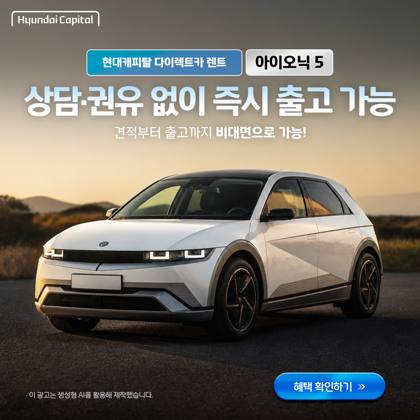 Hyundai Capital
현대캐피탈 다이렉트카 렌트 아이오닉 5
상담·권유 없이 즉시 출고 가능
견적부터 출고까지 비대면으로 가능!
· 이 광고는 생성형 AI를 활용해 제작했습니다.
혜택 확인하기 »